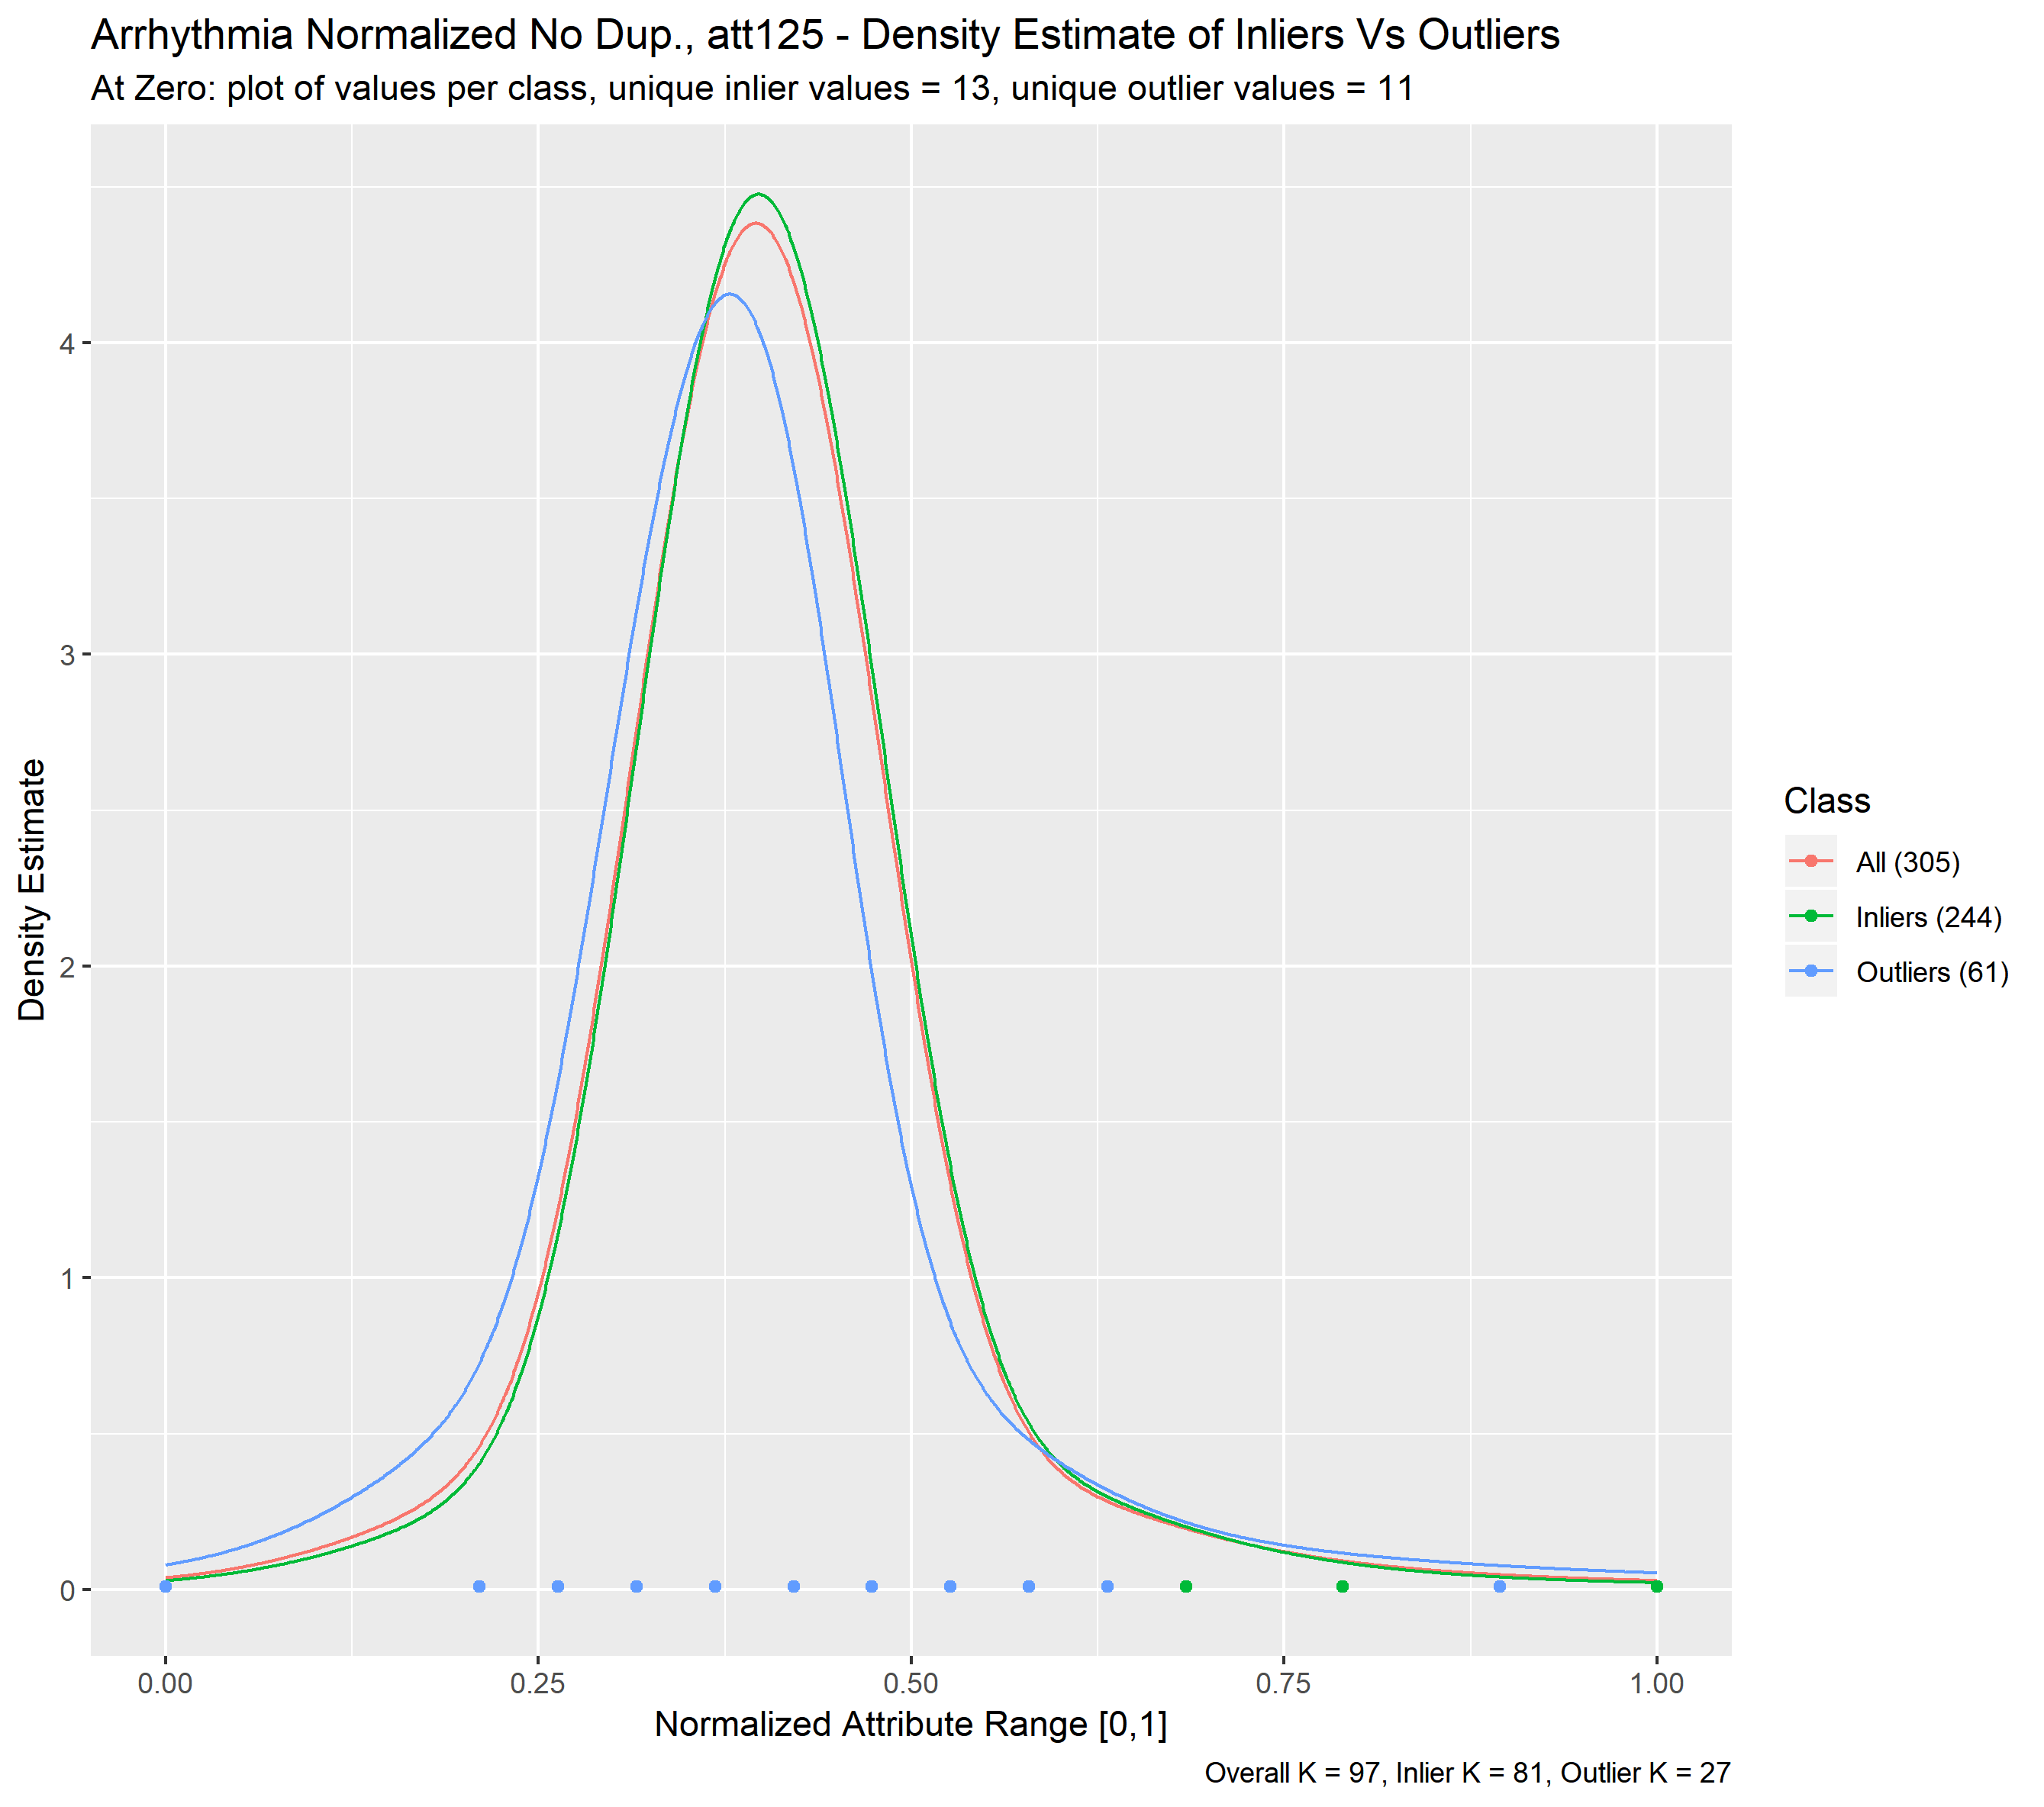 Arrhythmia Normalized No Dup., att125 - Density Estimate of Inliers Vs Outliers
At Zero: plot of values per class, unique inlier values = 13, unique outlier values = 11
Density Estimate
4
3
2
1
0
0.00 0.25 0.50 0.75 1.00
Normalized Attribute Range [0,1]
Class
All (305)
Inliers (244)
Outliers (61)
Overall K = 97, Inlier K = 81, Outlier K = 27